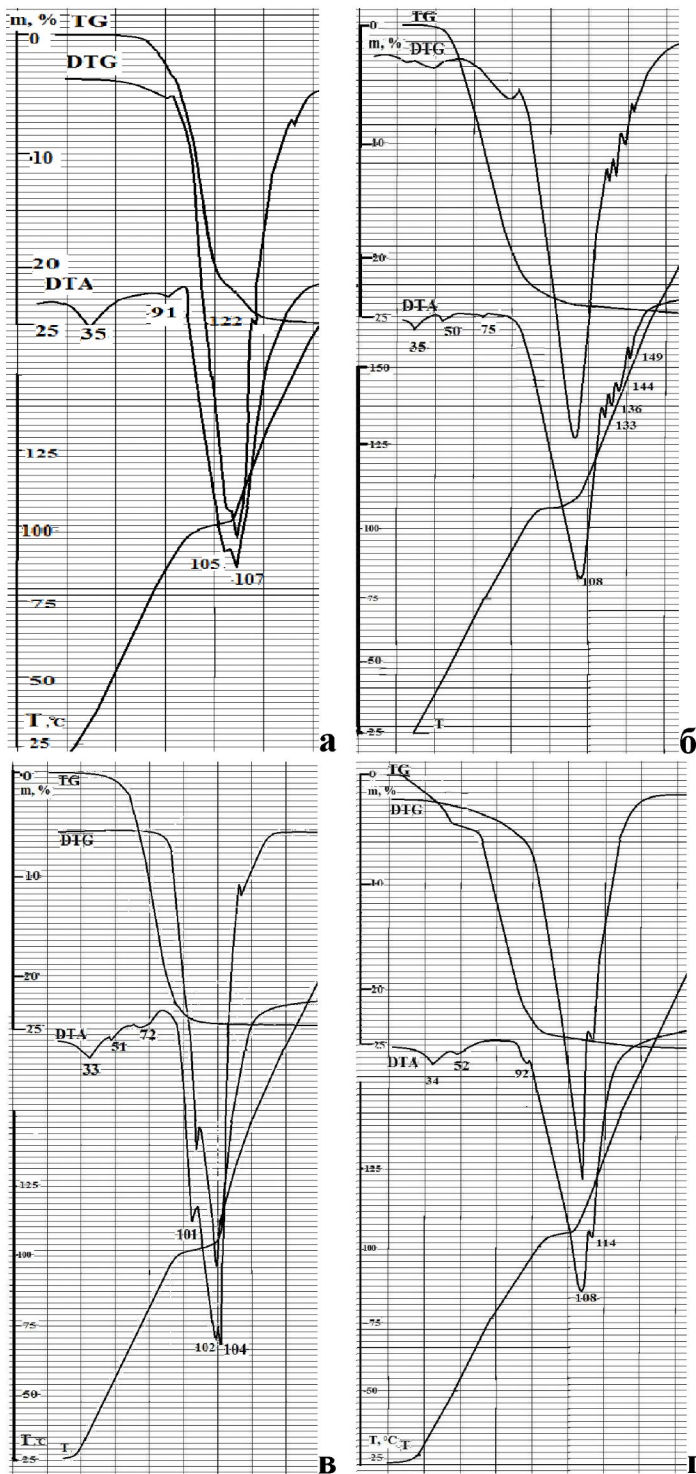 m, %
TG
0
DTG
-10
20
DTA
25
35
-91
122
125
100
105
-107
75
50
T,°C
25
а
0
TG
m, %
DTG
-10
-20
DTA
-25
35
50
75
-150
149
144
136
133
-125
-100
108
-75
-50
-25
T
б
-0
TG
m, %
DTG
-10
-20
DTA
-25
33
51
72
-125
101
-100
102
104
-75
-50
T,°C
T
25
в
TG
0
m, %
DTG
-10
-20
-25
DTA
34
52
92
-125
114
-100
108
-75
-50
T, °C
T
-25